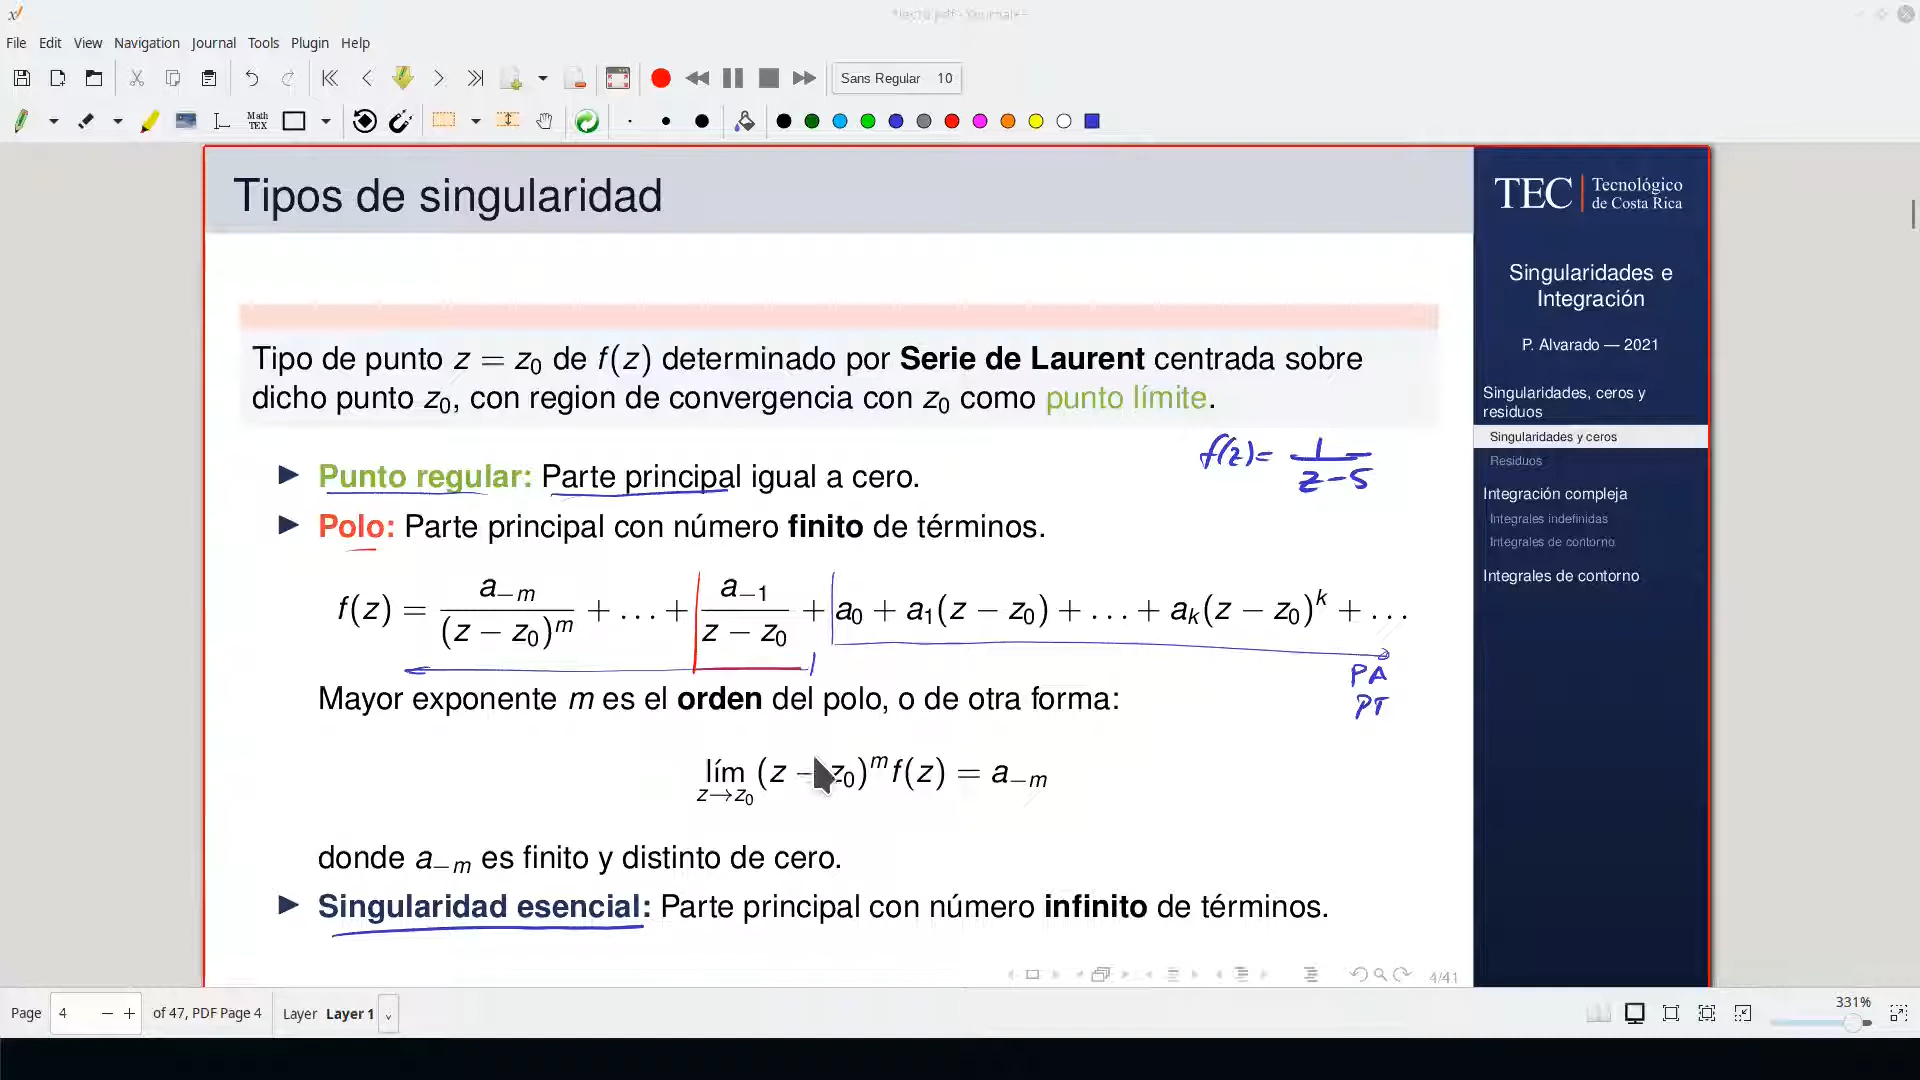 File Edit View Navigation Journal Tools Plugin Help
Sans Regular 10
Math
TEX
Tipos de singularidad
Tipo de punto z = z₀ de f(z) determinado por Serie de Laurent centrada sobre
dicho punto z₀, con region de convergencia con z₀ como punto límite.
f(z)= 1/(z-5)
▶ Punto regular: Parte principal igual a cero.
▶ Polo: Parte principal con número finito de términos.
f(z) = a₋ₘ/(z − z₀)ᵐ + ... + a₋₁/(z − z₀) + a₀ + a₁(z − z₀) + ... + aₖ(z − z₀)ᵏ + ...
PA
PT
Mayor exponente m es el orden del polo, o de otra forma:
lím z→z₀ (z − z₀)ᵐ f(z) = a₋ₘ
donde a₋ₘ es finito y distinto de cero.
▶ Singularidad esencial: Parte principal con número infinito de términos.
4/41
TEC Tecnológico
de Costa Rica
Singularidades e
Integración
P. Alvarado — 2021
Singularidades, ceros y
residuos
Singularidades y ceros
Residuos
Integración compleja
Integrales indefinidas
Integrales de contorno
Integrales de contorno
Page 4 − + of 47, PDF Page 4 Layer Layer 1
331%